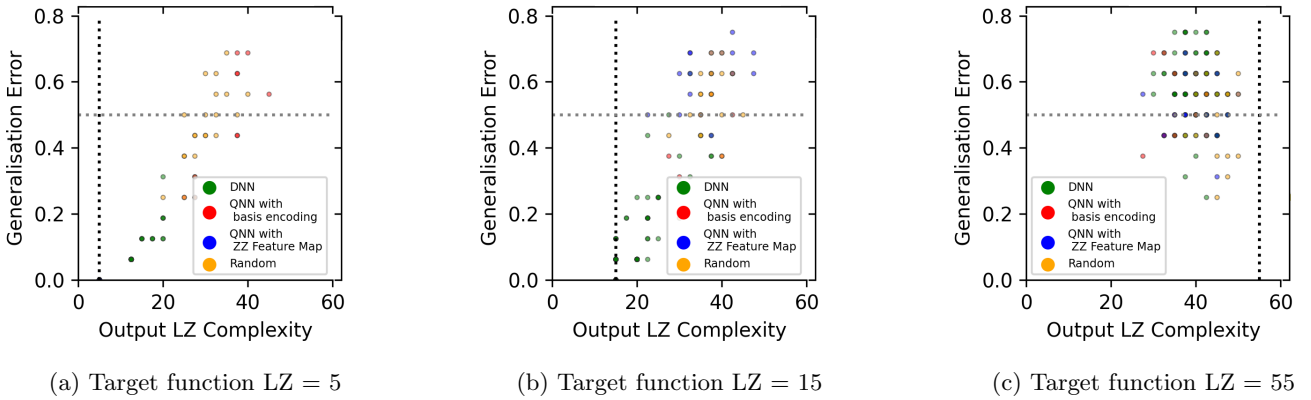 Generalisation Error
0.8
0.6
0.4
0.2
0.0
0
20
40
60
Output LZ Complexity
DNN
QNN with
basis encoding
QNN with
ZZ Feature Map
Random
(a) Target function LZ = 5
Generalisation Error
0.8
0.6
0.4
0.2
0.0
0
20
40
60
Output LZ Complexity
DNN
QNN with
basis encoding
QNN with
ZZ Feature Map
Random
(b) Target function LZ = 15
Generalisation Error
0.8
0.6
0.4
0.2
0.0
0
20
40
60
Output LZ Complexity
DNN
QNN with
basis encoding
QNN with
ZZ Feature Map
Random
(c) Target function LZ = 55